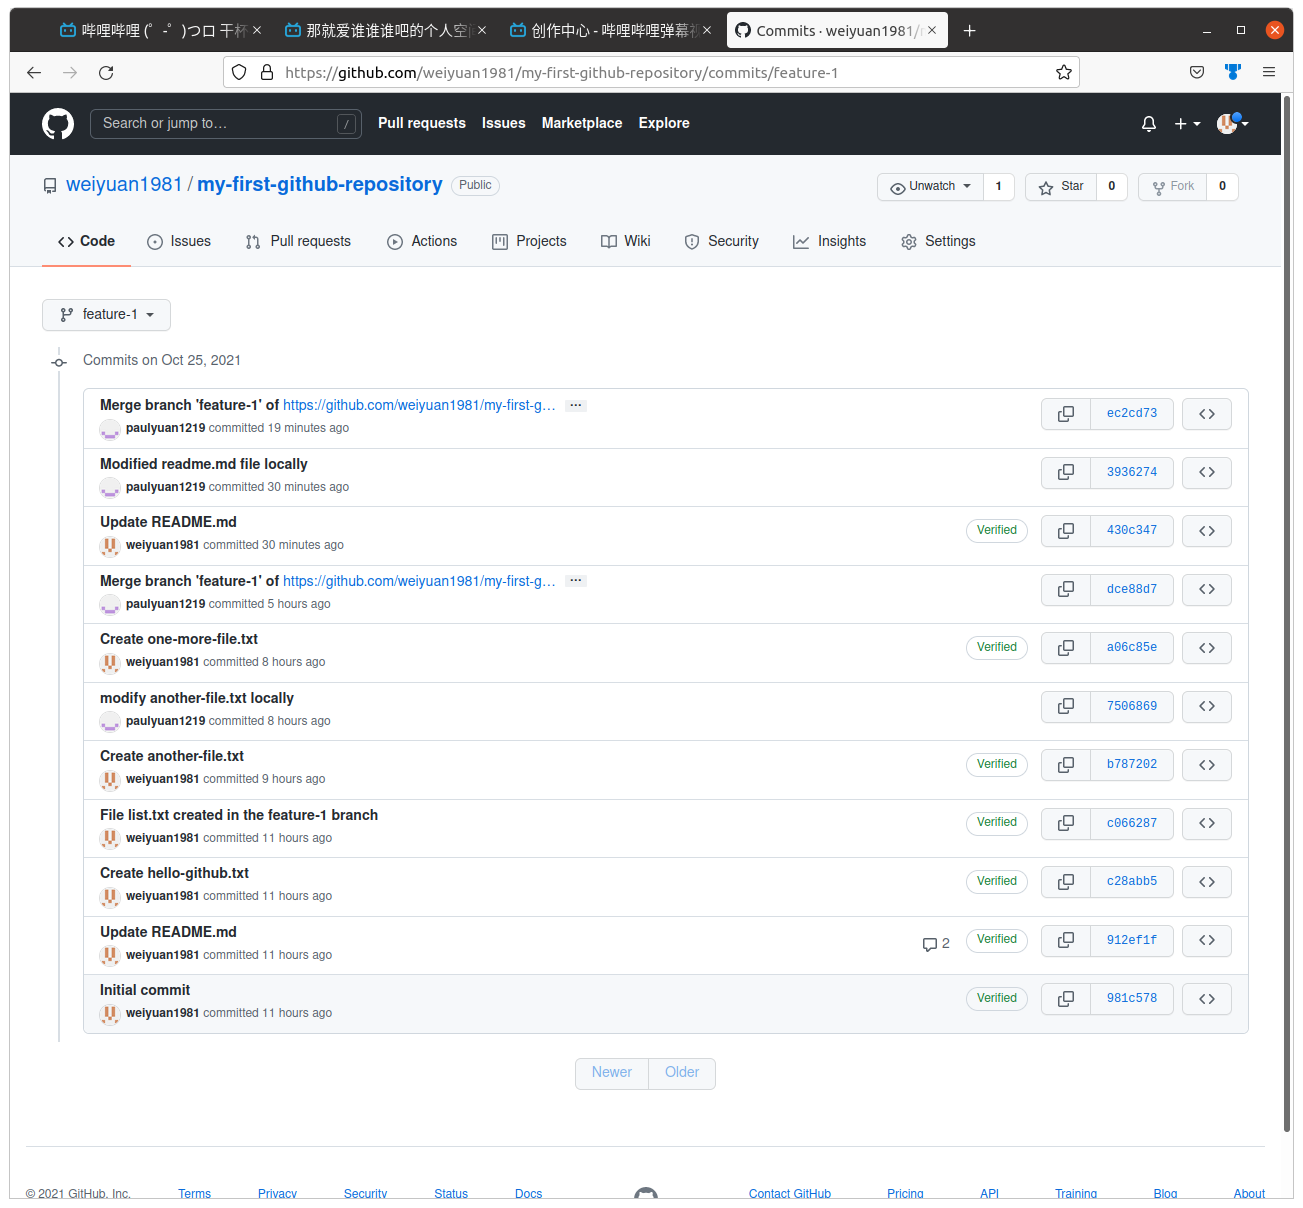 哔哩哔哩 (゜-゜)つロ 干杯
那就爱谁谁谁吧的个人空间
创作中心 - 哔哩哔哩弹幕视
Commits · weiyuan1981/
https://github.com/weiyuan1981/my-first-github-repository/commits/feature-1
Search or jump to… /
Pull requests Issues Marketplace Explore
weiyuan1981 / my-first-github-repository Public
Unwatch 1 Star 0 Fork 0
Code Issues Pull requests Actions Projects Wiki Security Insights Settings
feature-1
Commits on Oct 25, 2021
Merge branch 'feature-1' of https://github.com/weiyuan1981/my-first-g… …
ec2cd73
paulyuan1219 committed 19 minutes ago
Modified readme.md file locally
3936274
paulyuan1219 committed 30 minutes ago
Update README.md
Verified 430c347
weiyuan1981 committed 30 minutes ago
Merge branch 'feature-1' of https://github.com/weiyuan1981/my-first-g… …
dce88d7
paulyuan1219 committed 5 hours ago
Create one-more-file.txt
Verified a06c85e
weiyuan1981 committed 8 hours ago
modify another-file.txt locally
7506869
paulyuan1219 committed 8 hours ago
Create another-file.txt
Verified b787202
weiyuan1981 committed 9 hours ago
File list.txt created in the feature-1 branch
Verified c066287
weiyuan1981 committed 11 hours ago
Create hello-github.txt
Verified c28abb5
weiyuan1981 committed 11 hours ago
Update README.md
2 Verified 912ef1f
weiyuan1981 committed 11 hours ago
Initial commit
Verified 981c578
weiyuan1981 committed 11 hours ago
Newer Older
© 2021 GitHub, Inc. Terms Privacy Security Status Docs Contact GitHub Pricing API Training Blog About